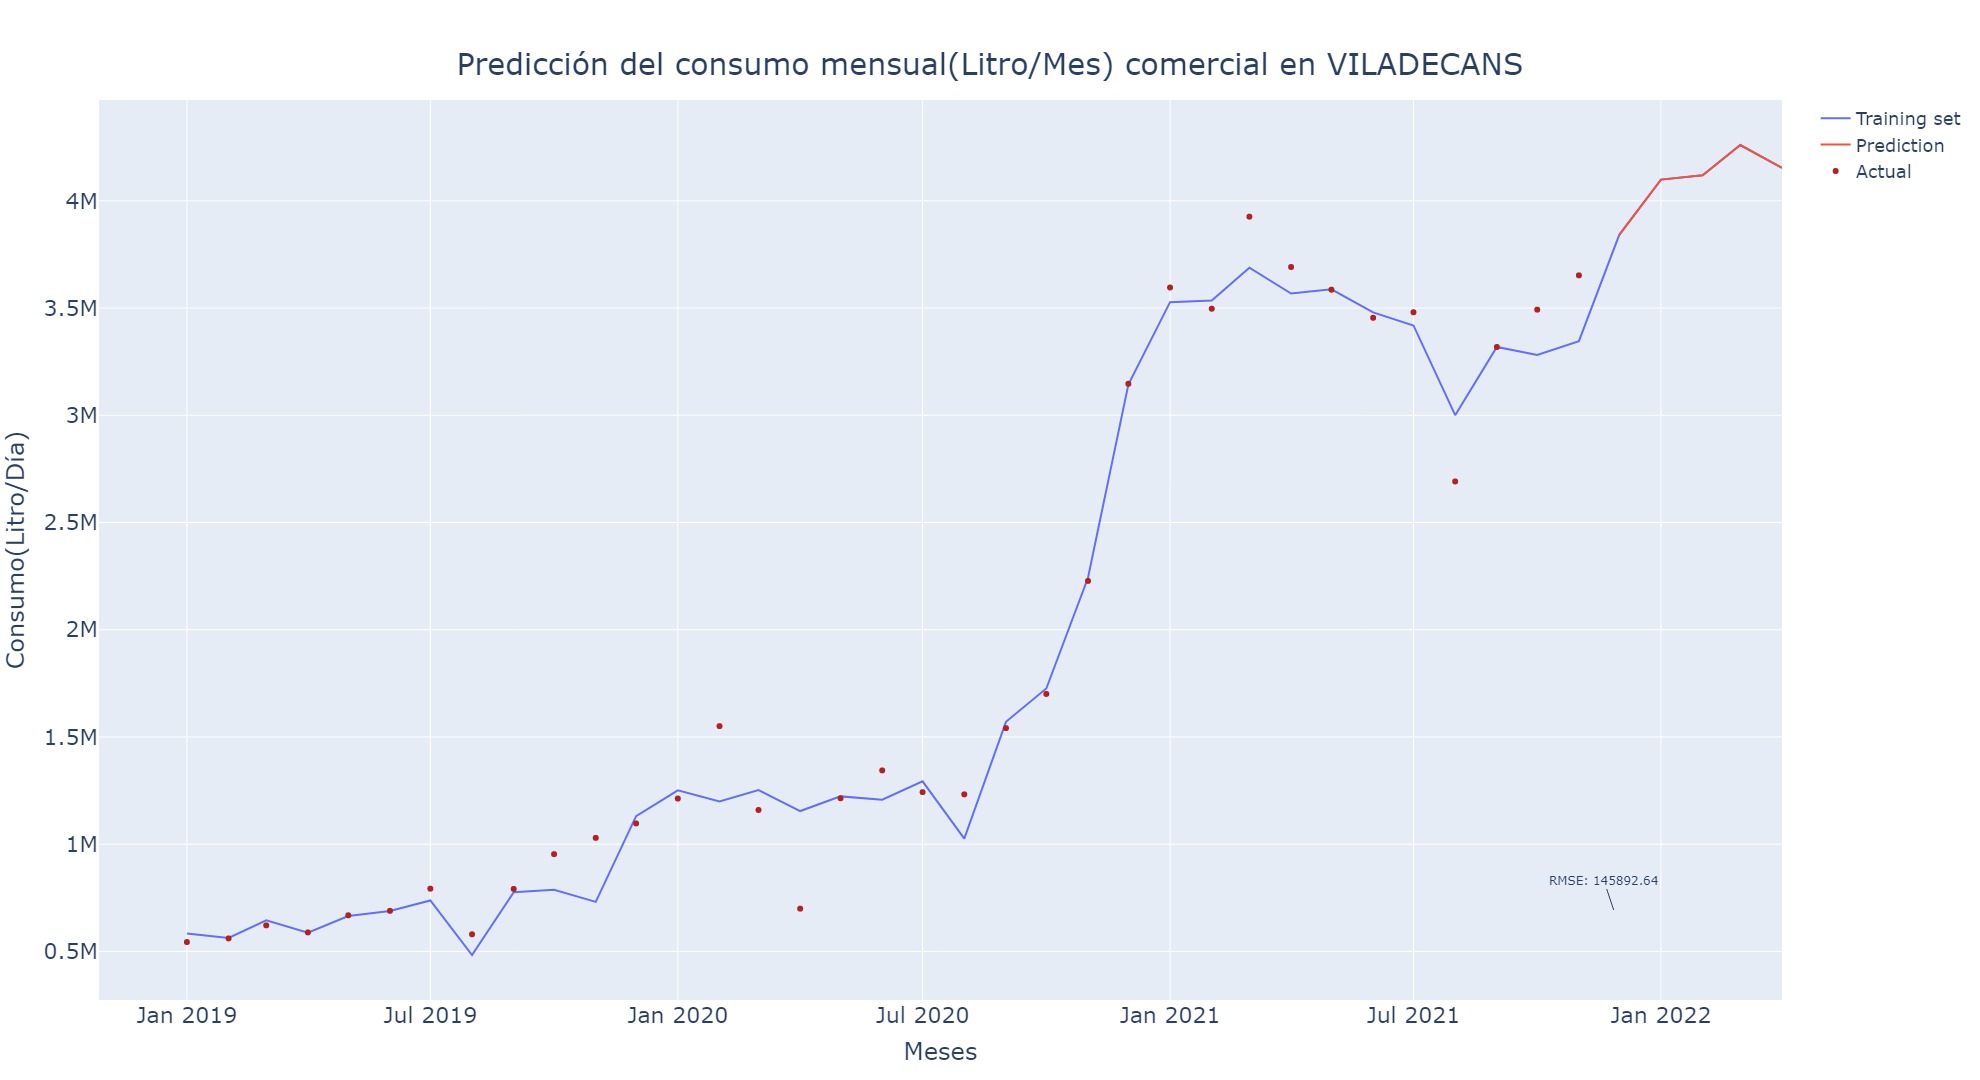 Predicción del consumo mensual(Litro/Mes) comercial en VILADECANS
Training set
Prediction
Actual
Consumo(Litro/Día)
4M
3.5M
3M
2.5M
2M
1.5M
1M
0.5M
RMSE: 145892.64
Jan 2019
Jul 2019
Jan 2020
Jul 2020
Jan 2021
Jul 2021
Jan 2022
Meses